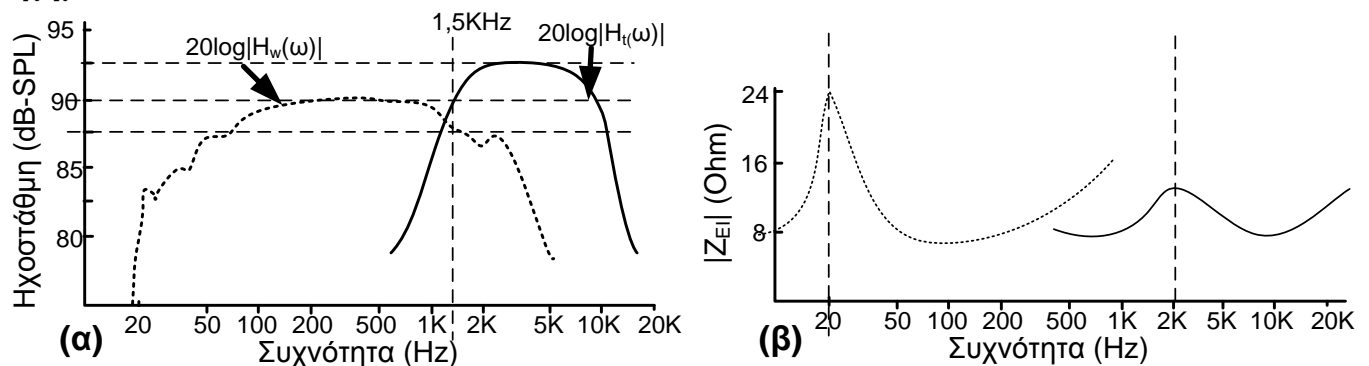 95
1,5KHz
20log|Hw(ω)|
20log|Ht(ω)|
90
85
80
Ηχοστάθμη (dB-SPL)
20 50 100 200 500 1K 2K 5K 10K 20K
(α)
Συχνότητα (Hz)
24
16
8
|ZEI| (Ohm)
20 50 100 200 500 1K 2K 5K 10K 20K
(β)
Συχνότητα (Hz)